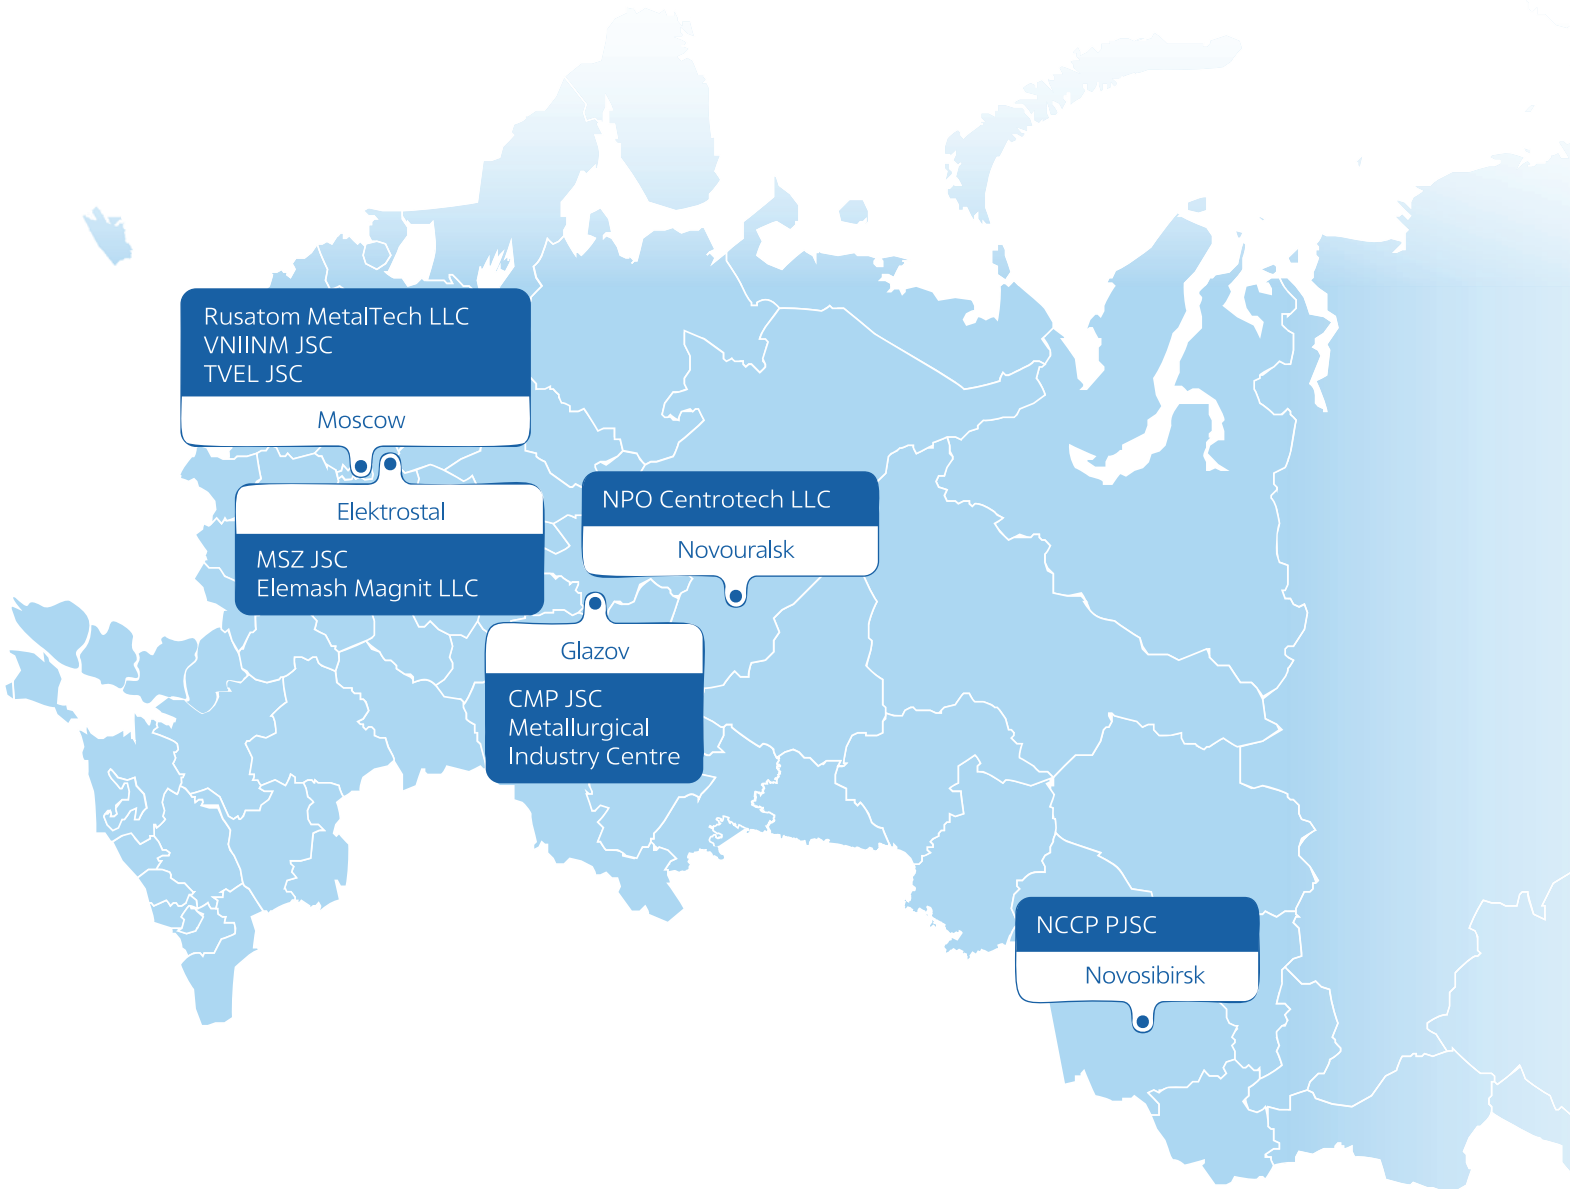 Rusatom MetalTech LLC
VNIINM JSC
TVEL JSC
Moscow
Elektrostal
MSZ JSC
Elemash Magnit LLC
NPO Centrotech LLC
Novouralsk
Glazov
CMP JSC
Metallurgical
Industry Centre
NCCP PJSC
Novosibirsk